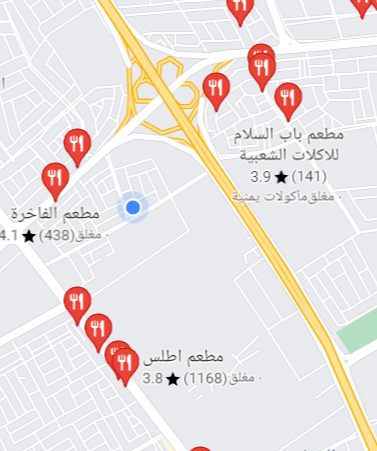 مطعم باب السلام
للاكلات الشعبية
3.9 ★ (141)
مغلق · مأكولات يمنية
مطعم الفاخرة
4.1 ★ (438) مغلق ·
مطعم اطلس
3.8 ★ (1168) مغلق ·